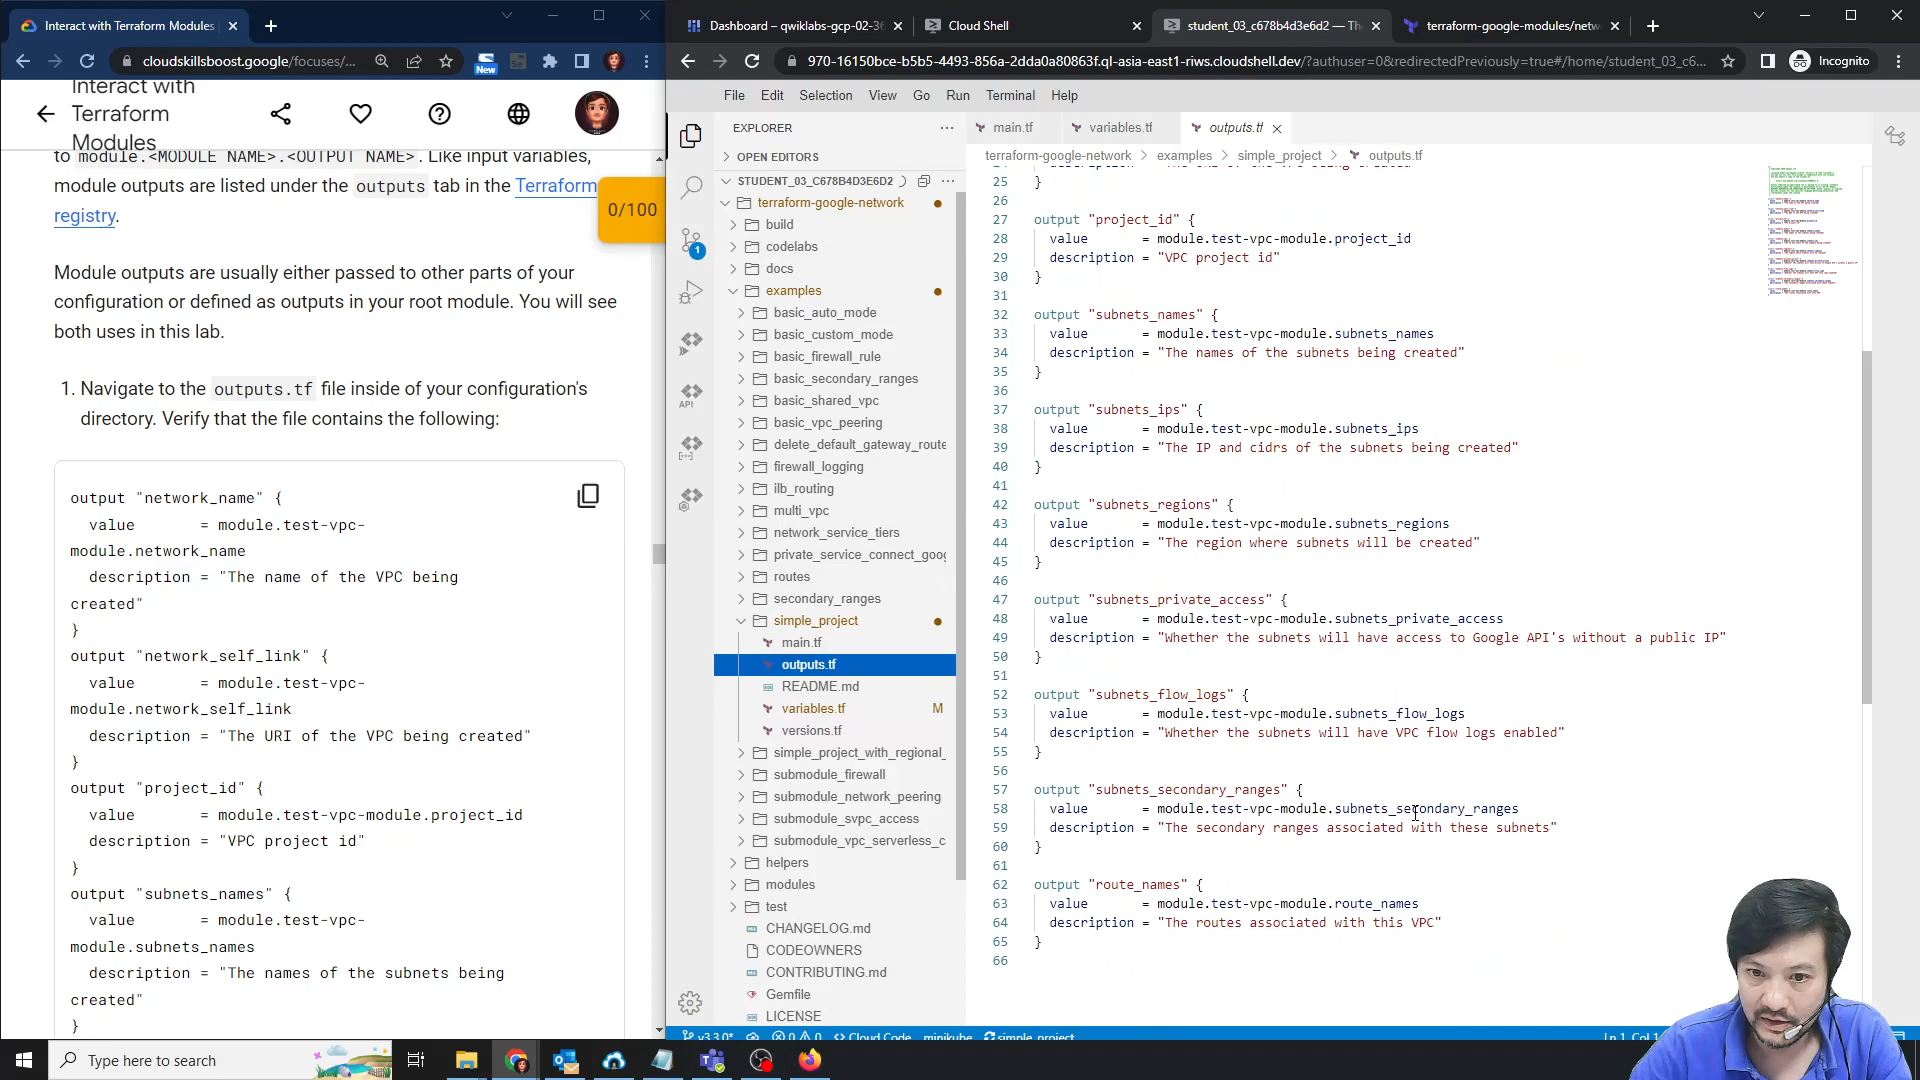 Interact with Terraform Modules
Dashboard – qwiklabs-gcp-02-3
Cloud Shell
student_03_c678b4d3e6d2 — Th
terraform-google-modules/netw
cloudskillsboost.google/focuses/...
New
970-16150bce-b5b5-4493-856a-2dda0a80863f.ql-asia-east1-riws.cloudshell.dev/?authuser=0&redirectedPreviously=true#/home/student_03_c6...
Incognito
Interact with
Terraform
Modules
to module.<MODULE NAME>.<OUTPUT NAME>. Like input variables,
module outputs are listed under the outputs tab in the Terraform
registry.
0/100
Module outputs are usually either passed to other parts of your
configuration or defined as outputs in your root module. You will see
both uses in this lab.
1. Navigate to the outputs.tf file inside of your configuration's
directory. Verify that the file contains the following:
output "network_name" {
value = module.test-vpc-
module.network_name
description = "The name of the VPC being
created"
}
output "network_self_link" {
value = module.test-vpc-
module.network_self_link
description = "The URI of the VPC being created"
}
output "project_id" {
value = module.test-vpc-module.project_id
description = "VPC project id"
}
output "subnets_names" {
value = module.test-vpc-
module.subnets_names
description = "The names of the subnets being
created"
}
File Edit Selection View Go Run Terminal Help
EXPLORER
OPEN EDITORS
STUDENT_03_C678B4D3E6D2
1
API
terraform-google-network
build
codelabs
docs
examples
basic_auto_mode
basic_custom_mode
basic_firewall_rule
basic_secondary_ranges
basic_shared_vpc
basic_vpc_peering
delete_default_gateway_route
firewall_logging
ilb_routing
multi_vpc
network_service_tiers
private_service_connect_goog
routes
secondary_ranges
simple_project
main.tf
outputs.tf
README.md
variables.tf M
versions.tf
simple_project_with_regional_
submodule_firewall
submodule_network_peering
submodule_svpc_access
submodule_vpc_serverless_c
helpers
modules
test
CHANGELOG.md
CODEOWNERS
CONTRIBUTING.md
Gemfile
LICENSE
main.tf variables.tf outputs.tf
terraform-google-network > examples > simple_project > outputs.tf
25 }
26
27 output "project_id" {
28 value = module.test-vpc-module.project_id
29 description = "VPC project id"
30 }
31
32 output "subnets_names" {
33 value = module.test-vpc-module.subnets_names
34 description = "The names of the subnets being created"
35 }
36
37 output "subnets_ips" {
38 value = module.test-vpc-module.subnets_ips
39 description = "The IP and cidrs of the subnets being created"
40 }
41
42 output "subnets_regions" {
43 value = module.test-vpc-module.subnets_regions
44 description = "The region where subnets will be created"
45 }
46
47 output "subnets_private_access" {
48 value = module.test-vpc-module.subnets_private_access
49 description = "Whether the subnets will have access to Google API's without a public IP"
50 }
51
52 output "subnets_flow_logs" {
53 value = module.test-vpc-module.subnets_flow_logs
54 description = "Whether the subnets will have VPC flow logs enabled"
55 }
56
57 output "subnets_secondary_ranges" {
58 value = module.test-vpc-module.subnets_secondary_ranges
59 description = "The secondary ranges associated with these subnets"
60 }
61
62 output "route_names" {
63 value = module.test-vpc-module.route_names
64 description = "The routes associated with this VPC"
65 }
66
v3.3.0* 0 0 Cloud Code minikube simple_project Ln 1, Col 1
Type here to search